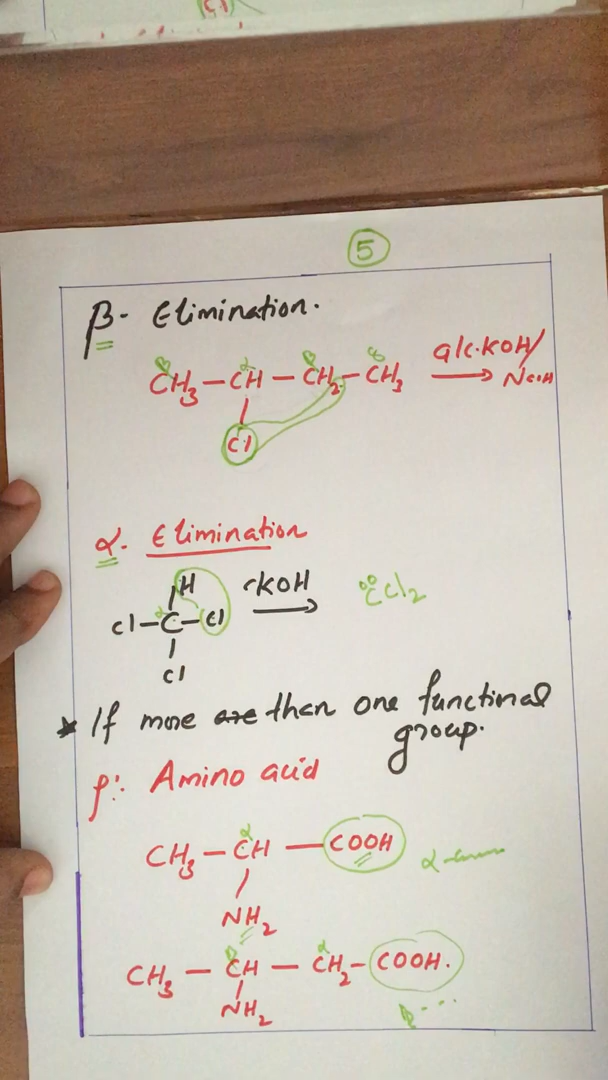 5
β- Elimination.
β α β γ
CH₃ — CH — CH₂ — CH₃ alc.KOH/
⟶ NaOH
Cl
α. Elimination
H
Cl — C — Cl KOH ⟶ :CCl₂
α
Cl
* If more are than one functional
group.
Amino acid
α
CH₃ — CH — COOH
α-
NH₂
β α
CH₃ — CH — CH₂ — COOH.
NH₂
β ...